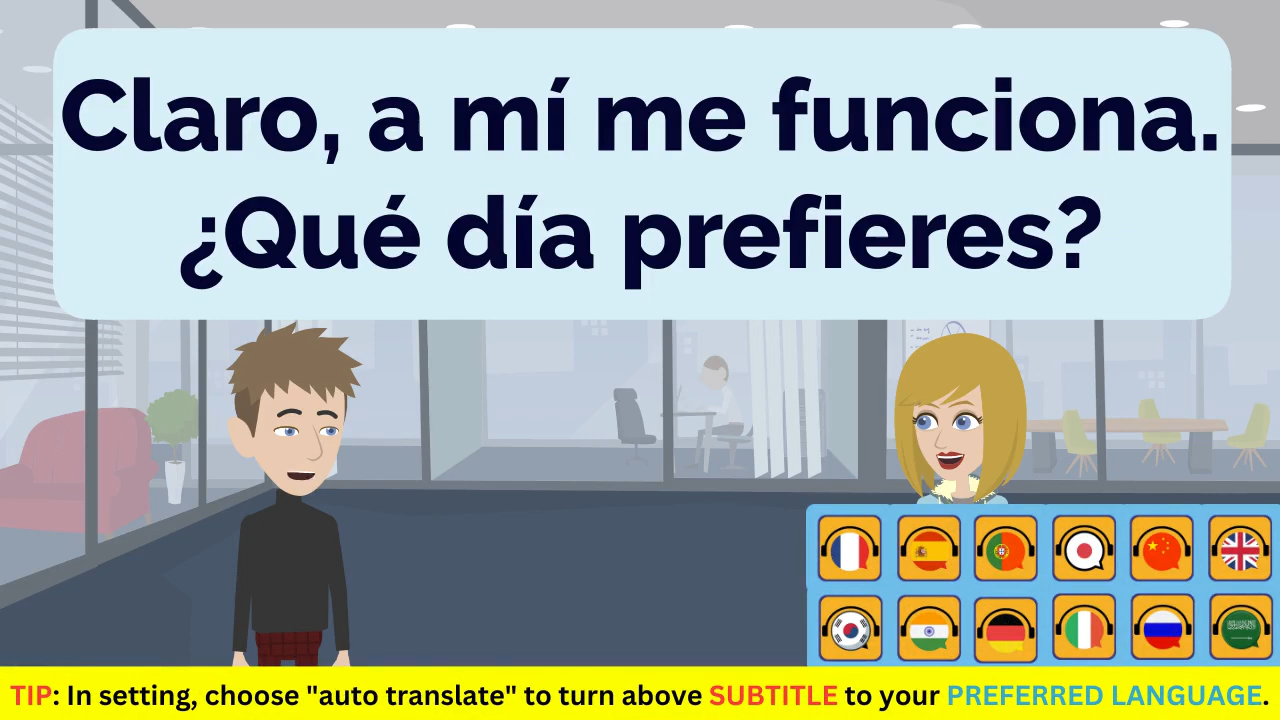 Claro, a mí me funciona.
¿Qué día prefieres?
TIP: In setting, choose "auto translate" to turn above SUBTITLE to your PREFERRED LANGUAGE.